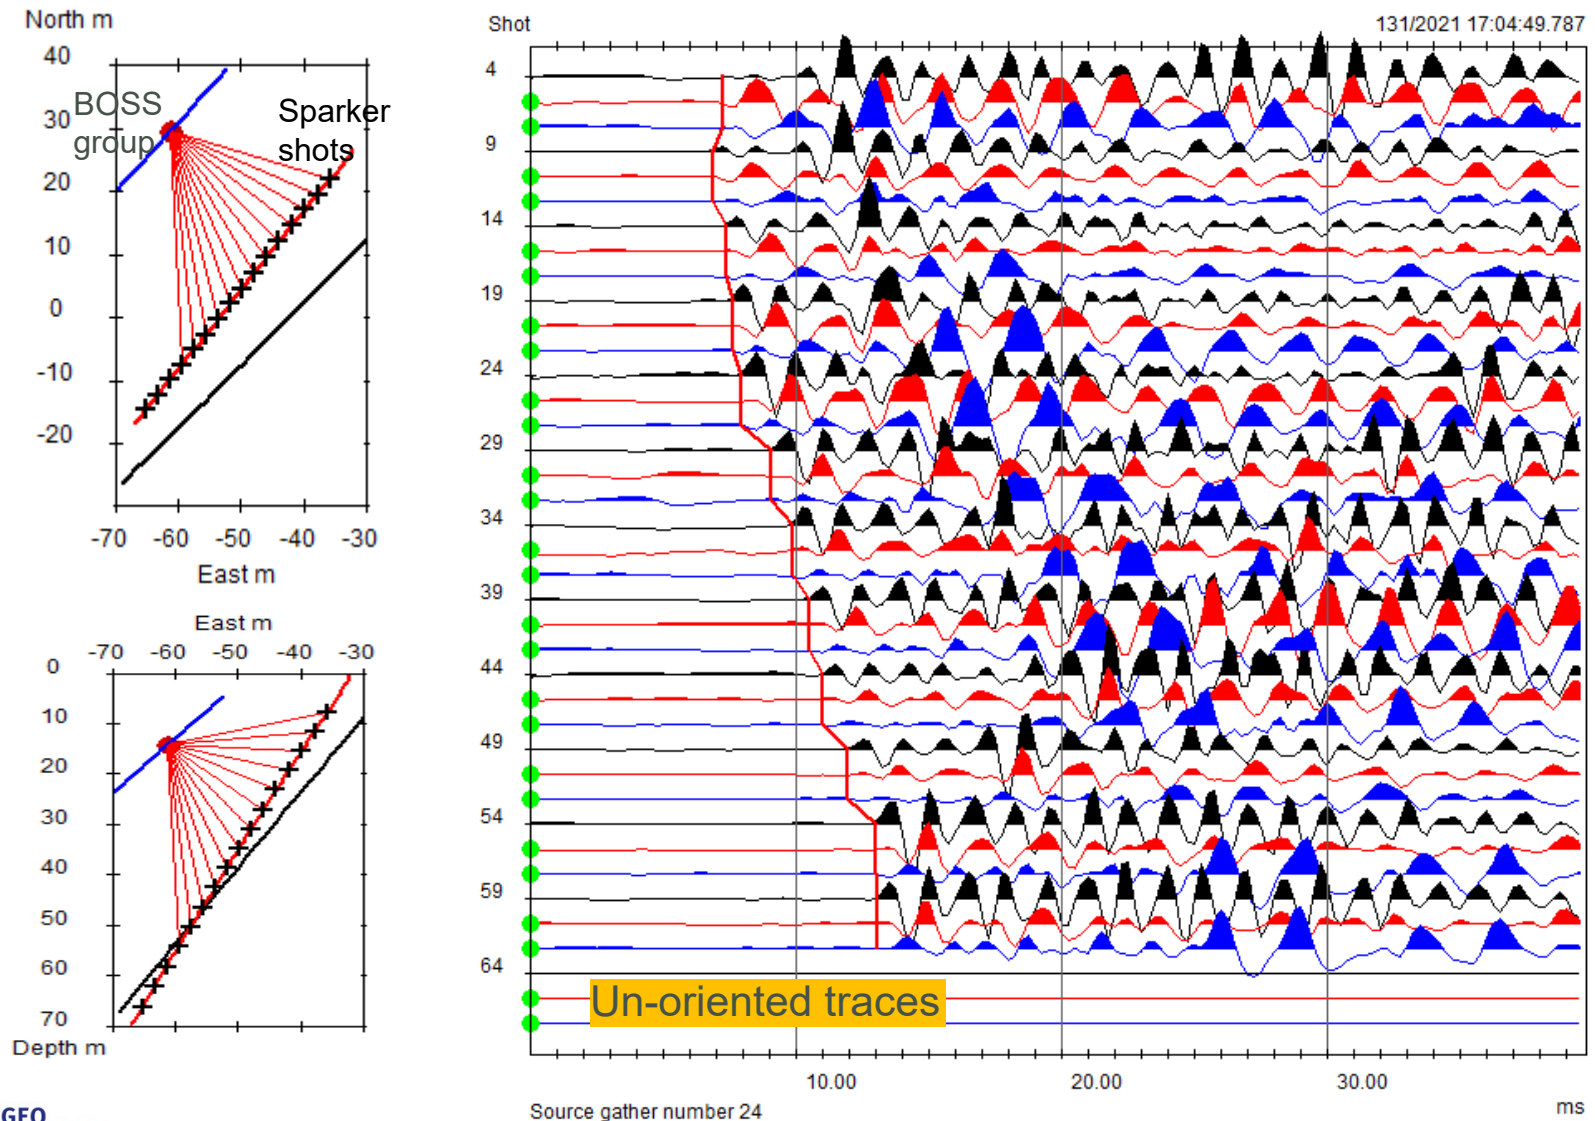 North m
40
30
20
10
0
-10
-20
-70 -60 -50 -40 -30
East m
BOSS
group
Sparker
shots
East m
-70 -60 -50 -40 -30
0
10
20
30
40
50
60
70
Depth m
GEO
Shot
131/2021 17:04:49.787
4
9
14
19
24
29
34
39
44
49
54
59
64
Un-oriented traces
10.00 20.00 30.00
ms
Source gather number 24